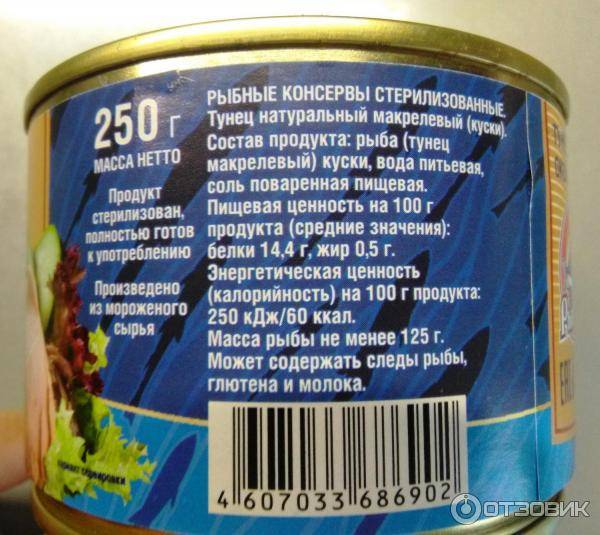 250 г
МАССА НЕТТО
Продукт
стерилизован,
полностью готов
к употреблению
Произведено
из мороженого
сырья
РЫБНЫЕ КОНСЕРВЫ СТЕРИЛИЗОВАННЫЕ.
Тунец натуральный макрелевый (куски).
Состав продукта: рыба (тунец
макрелевый) куски, вода питьевая,
соль поваренная пищевая.
Пищевая ценность на 100 г
продукта (средние значения):
белки 14,4 г, жир 0,5 г.
Энергетическая ценность
(калорийность) на 100 г продукта:
250 кДж/60 ккал.
Масса рыбы не менее 125 г.
Может содержать следы рыбы,
глютена и молока.
вариант сервировки
4 607033 686902
ОТЗОВИК